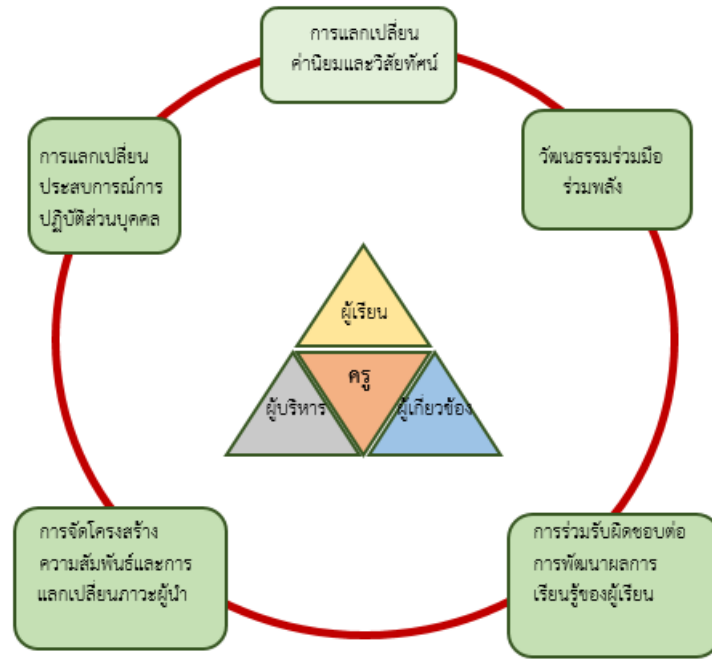 การแลกเปลี่ยน
ค่านิยมและวิสัยทัศน์
วัฒนธรรมร่วมมือ
ร่วมพลัง
การแลกเปลี่ยน
ประสบการณ์การ
ปฏิบัติส่วนบุคคล
ผู้เรียน
ครู
ผู้บริหาร
ผู้เกี่ยวข้อง
การจัดโครงสร้าง
ความสัมพันธ์และการ
แลกเปลี่ยนภาวะผู้นำ
การร่วมรับผิดชอบต่อ
การพัฒนาผลการ
เรียนรู้ของผู้เรียน